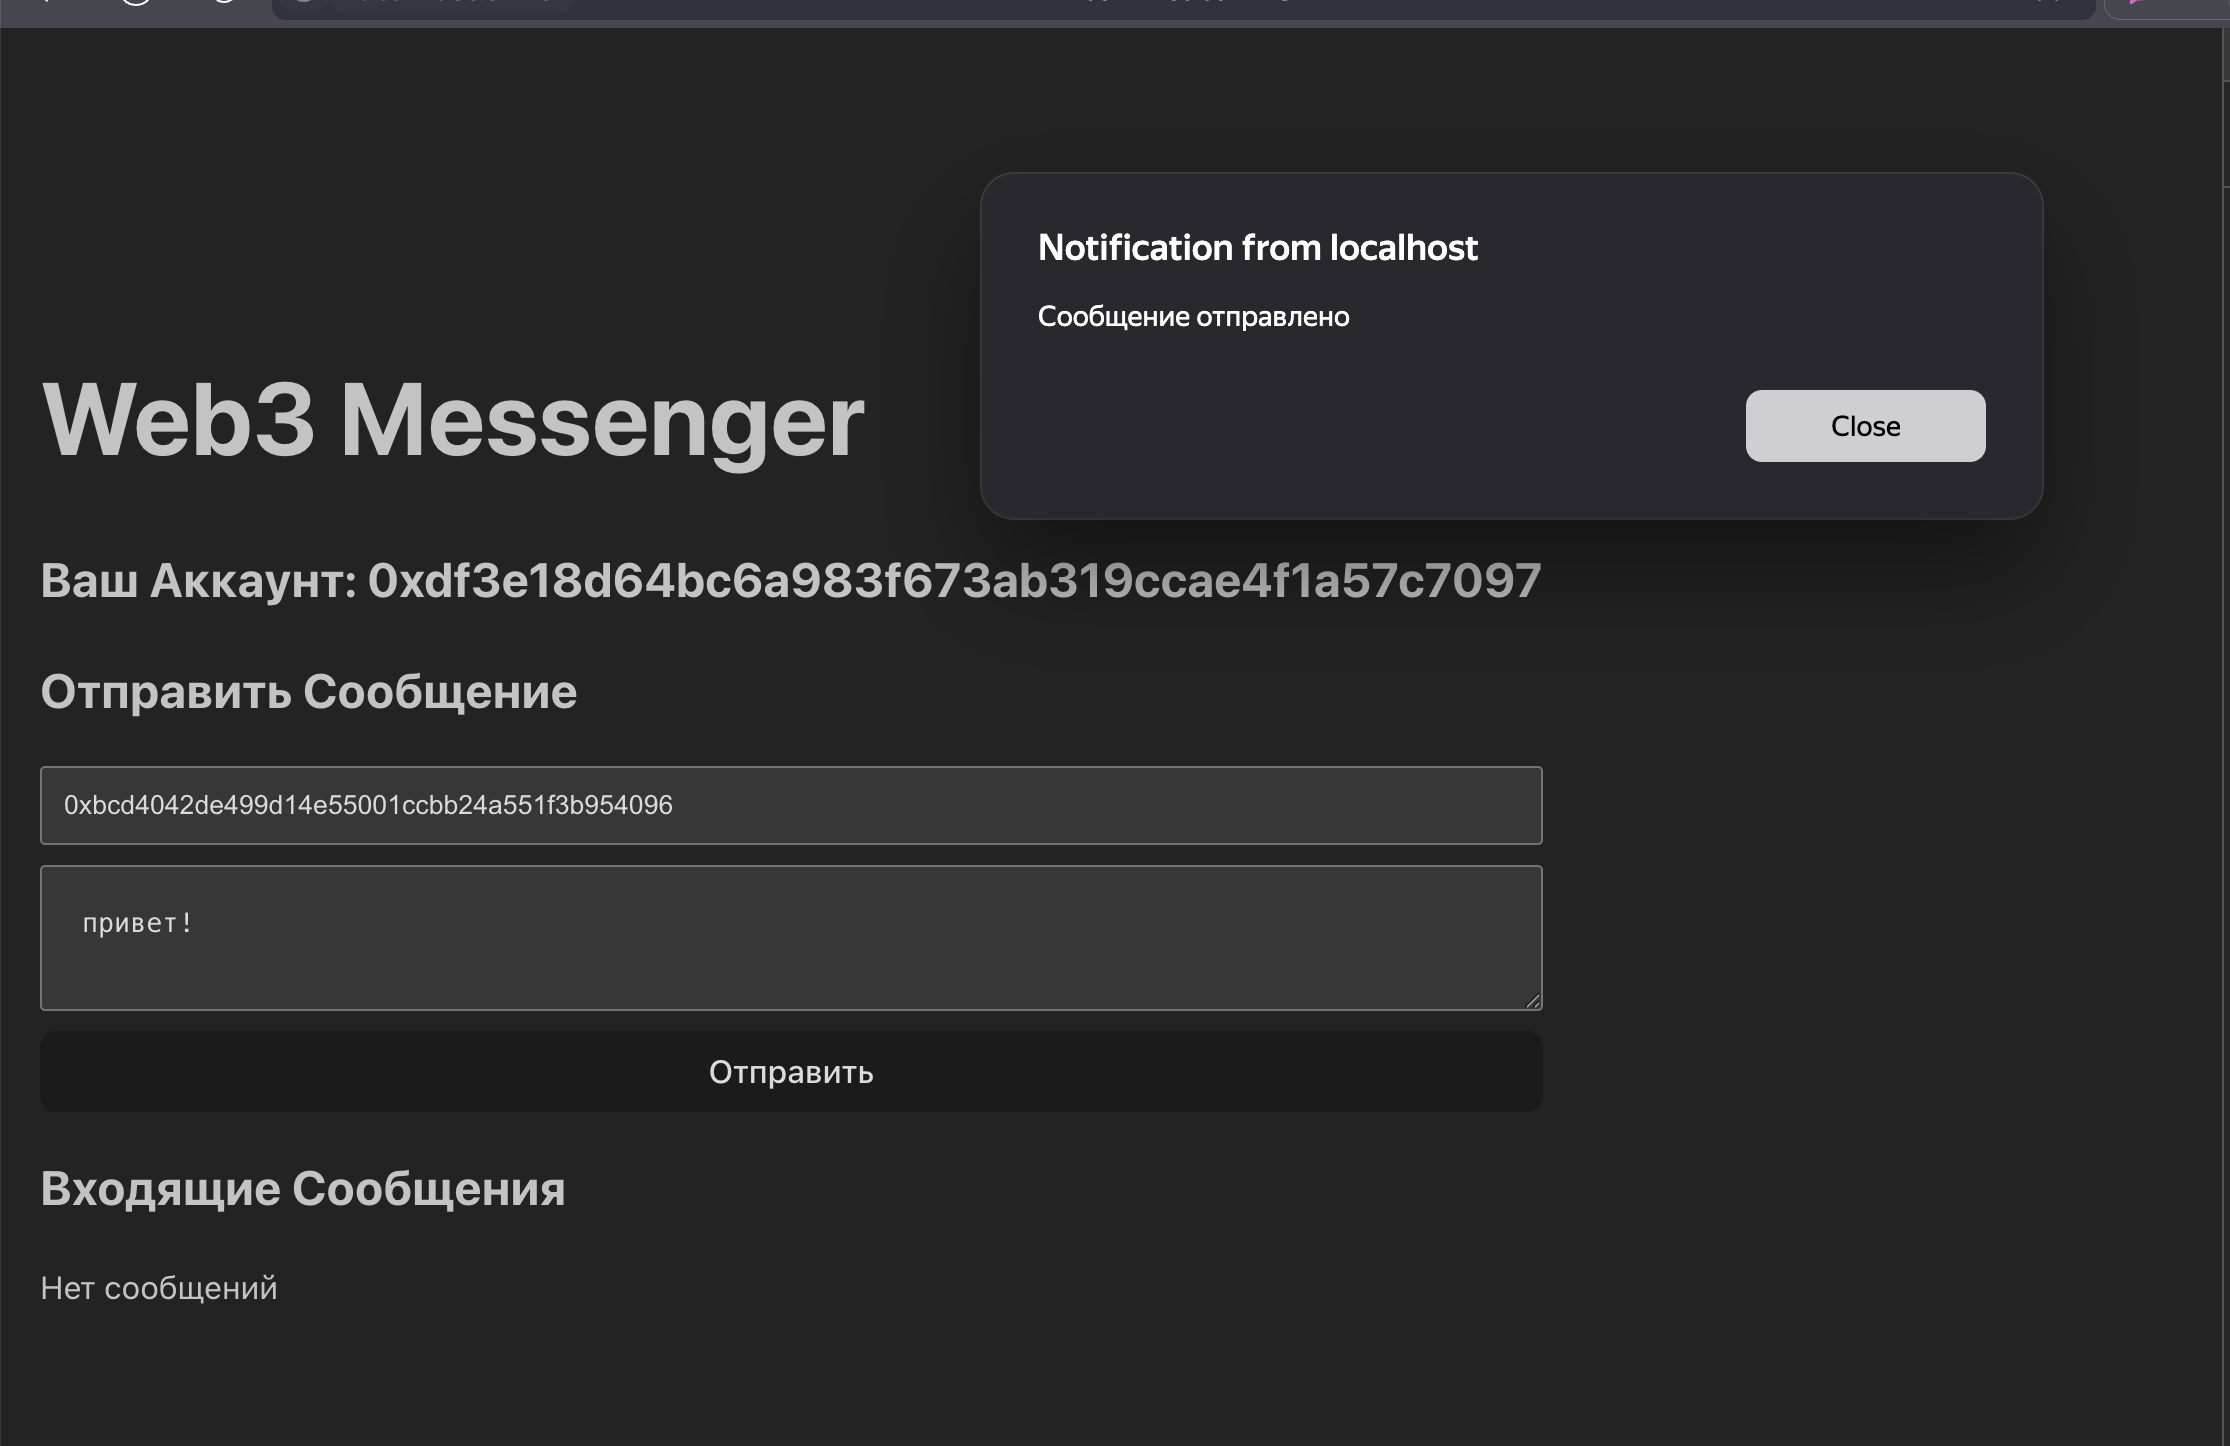 Notification from localhost
Сообщение отправлено
Close
Web3 Messenger
Ваш Аккаунт: 0xdf3e18d64bc6a983f673ab319ccae4f1a57c7097
Отправить Сообщение
0xbcd4042de499d14e55001ccbb24a551f3b954096
привет!
Отправить
Входящие Сообщения
Нет сообщений